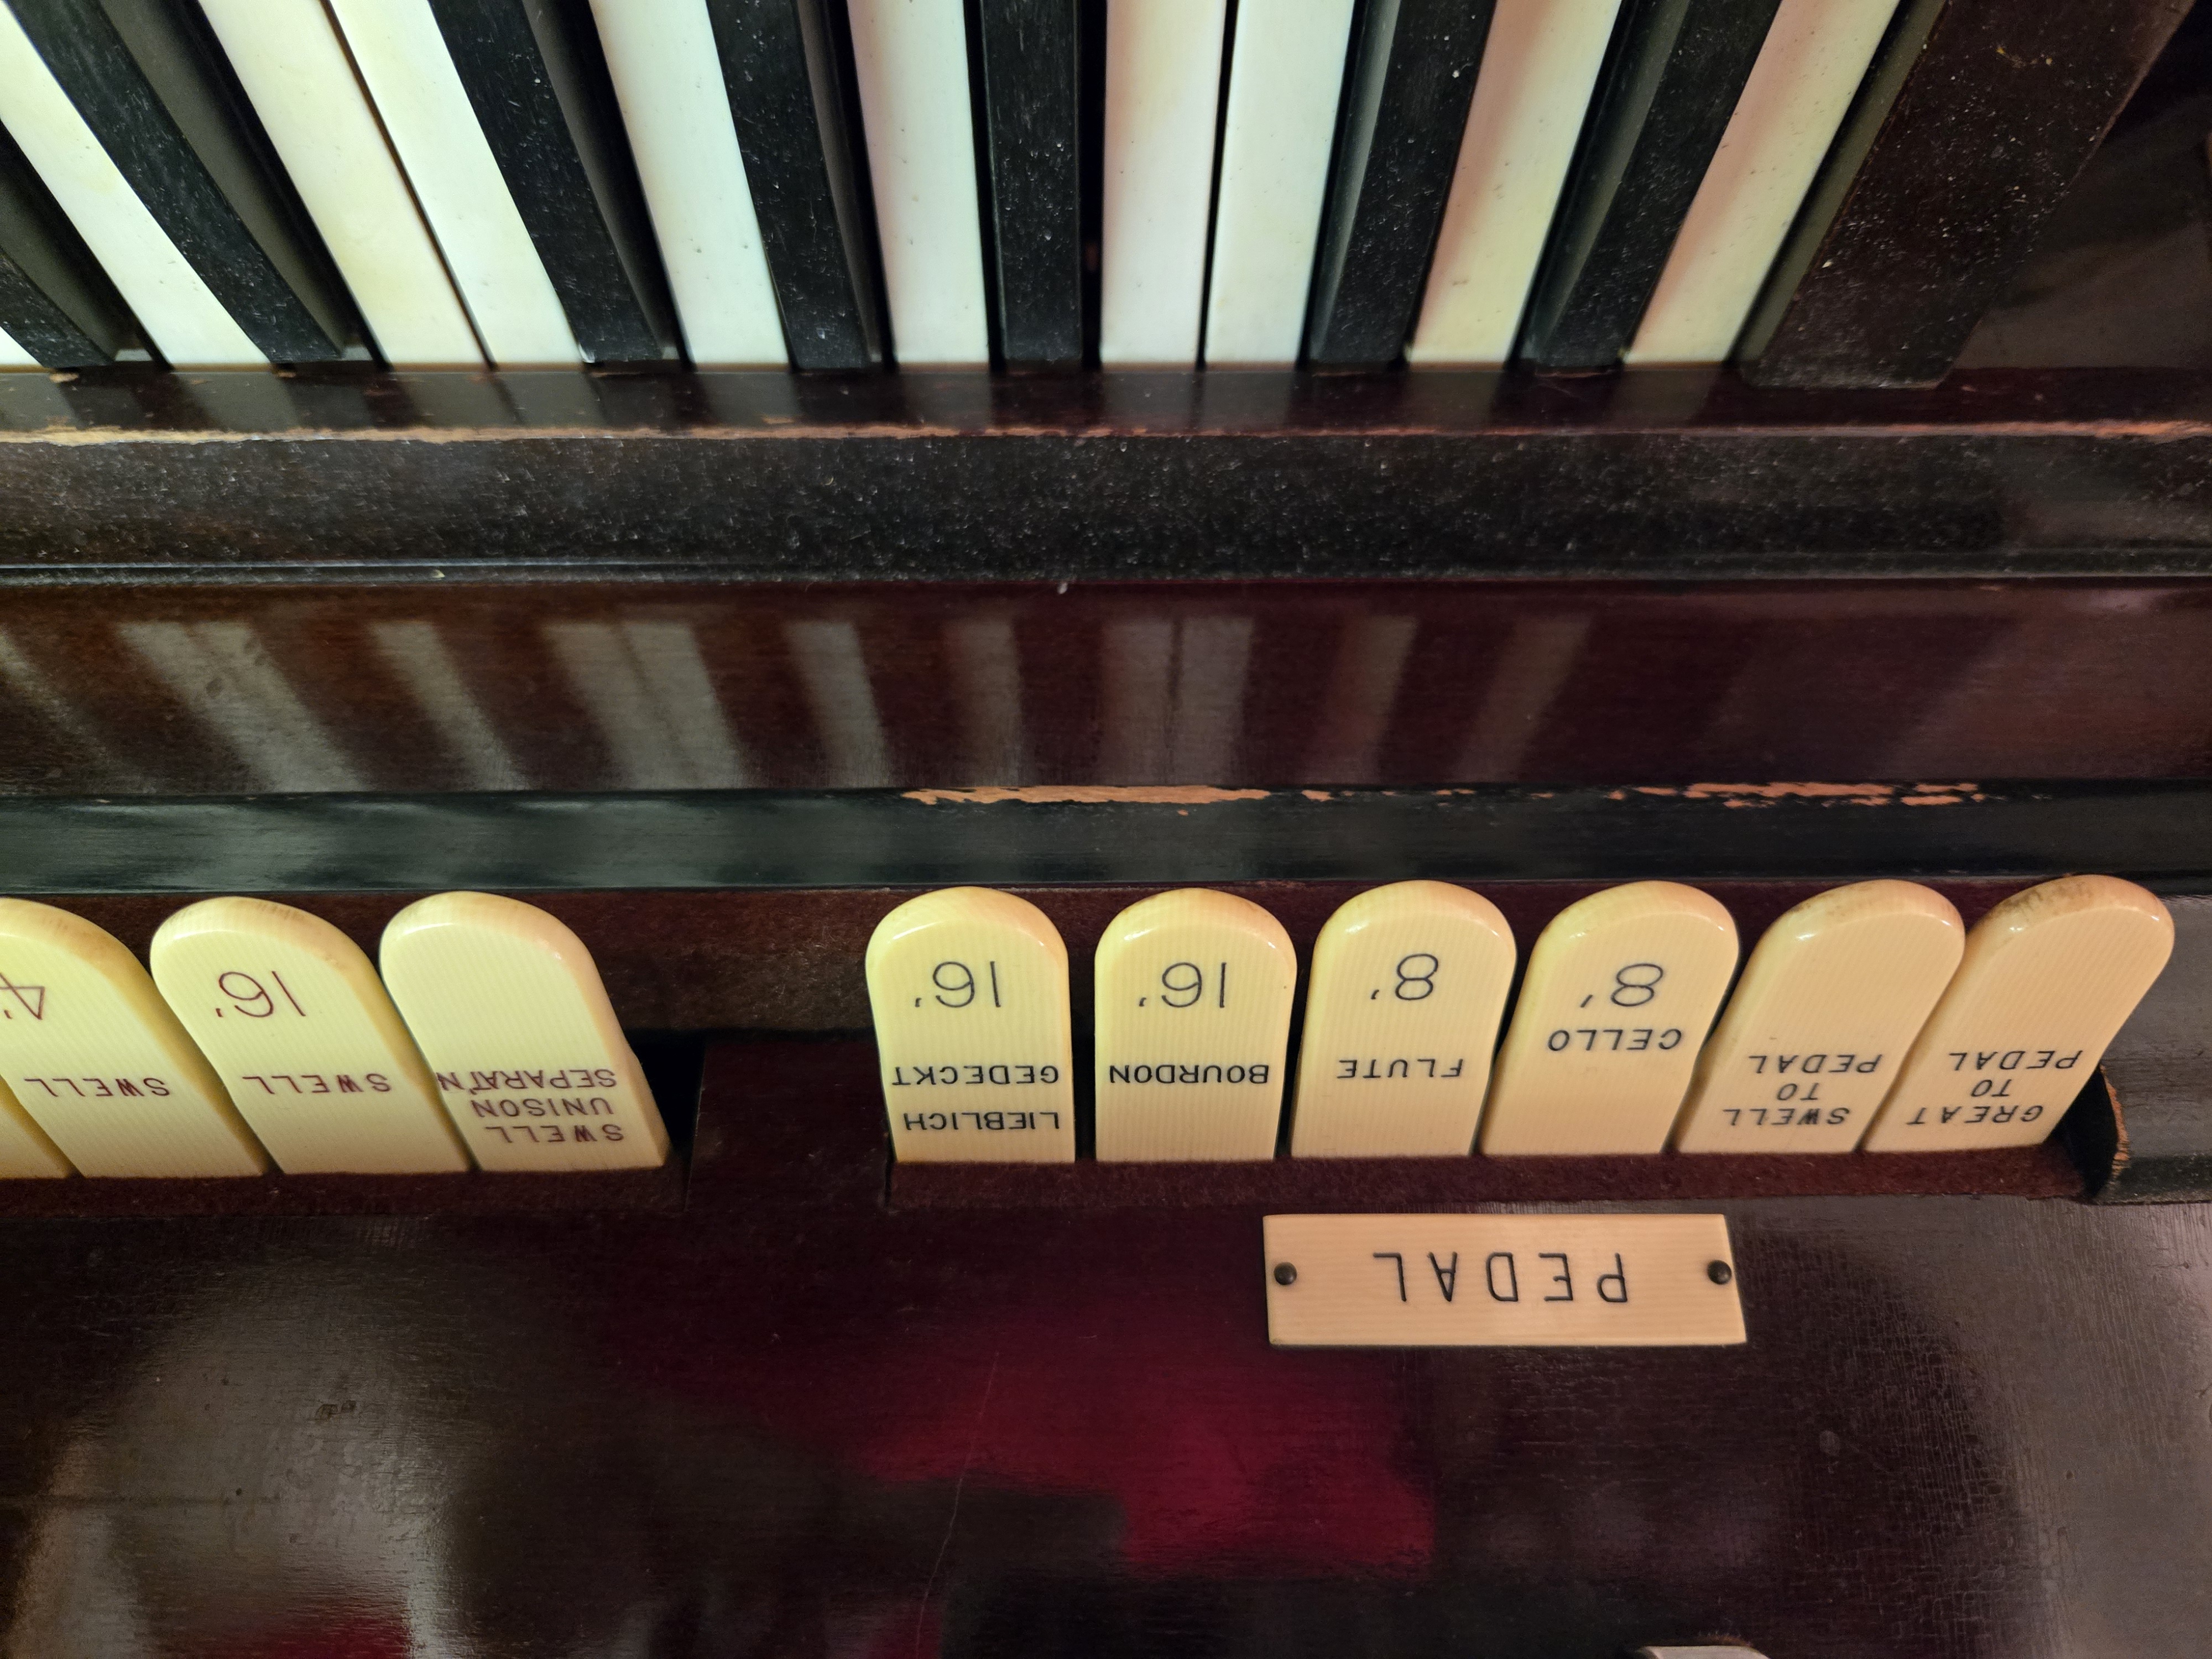 PEDAL
GREAT
TO
PEDAL
SWELL
TO
PEDAL
CELLO
8'
FLUTE
8'
BOURDON
16'
LIEBLICH
GEDECKT
16'
SWELL
UNISON
SEPARAT'N
SWELL
16'
SWELL
4'